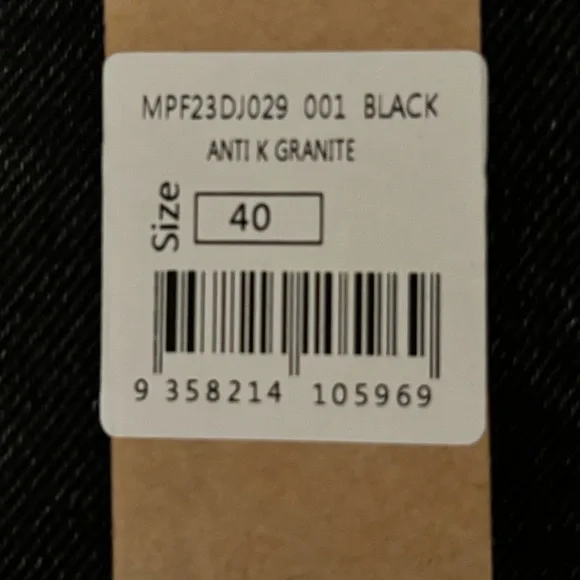 MPF23DJ029 001 BLACK
ANTI K GRANITE
Size 40
9 358214 105969